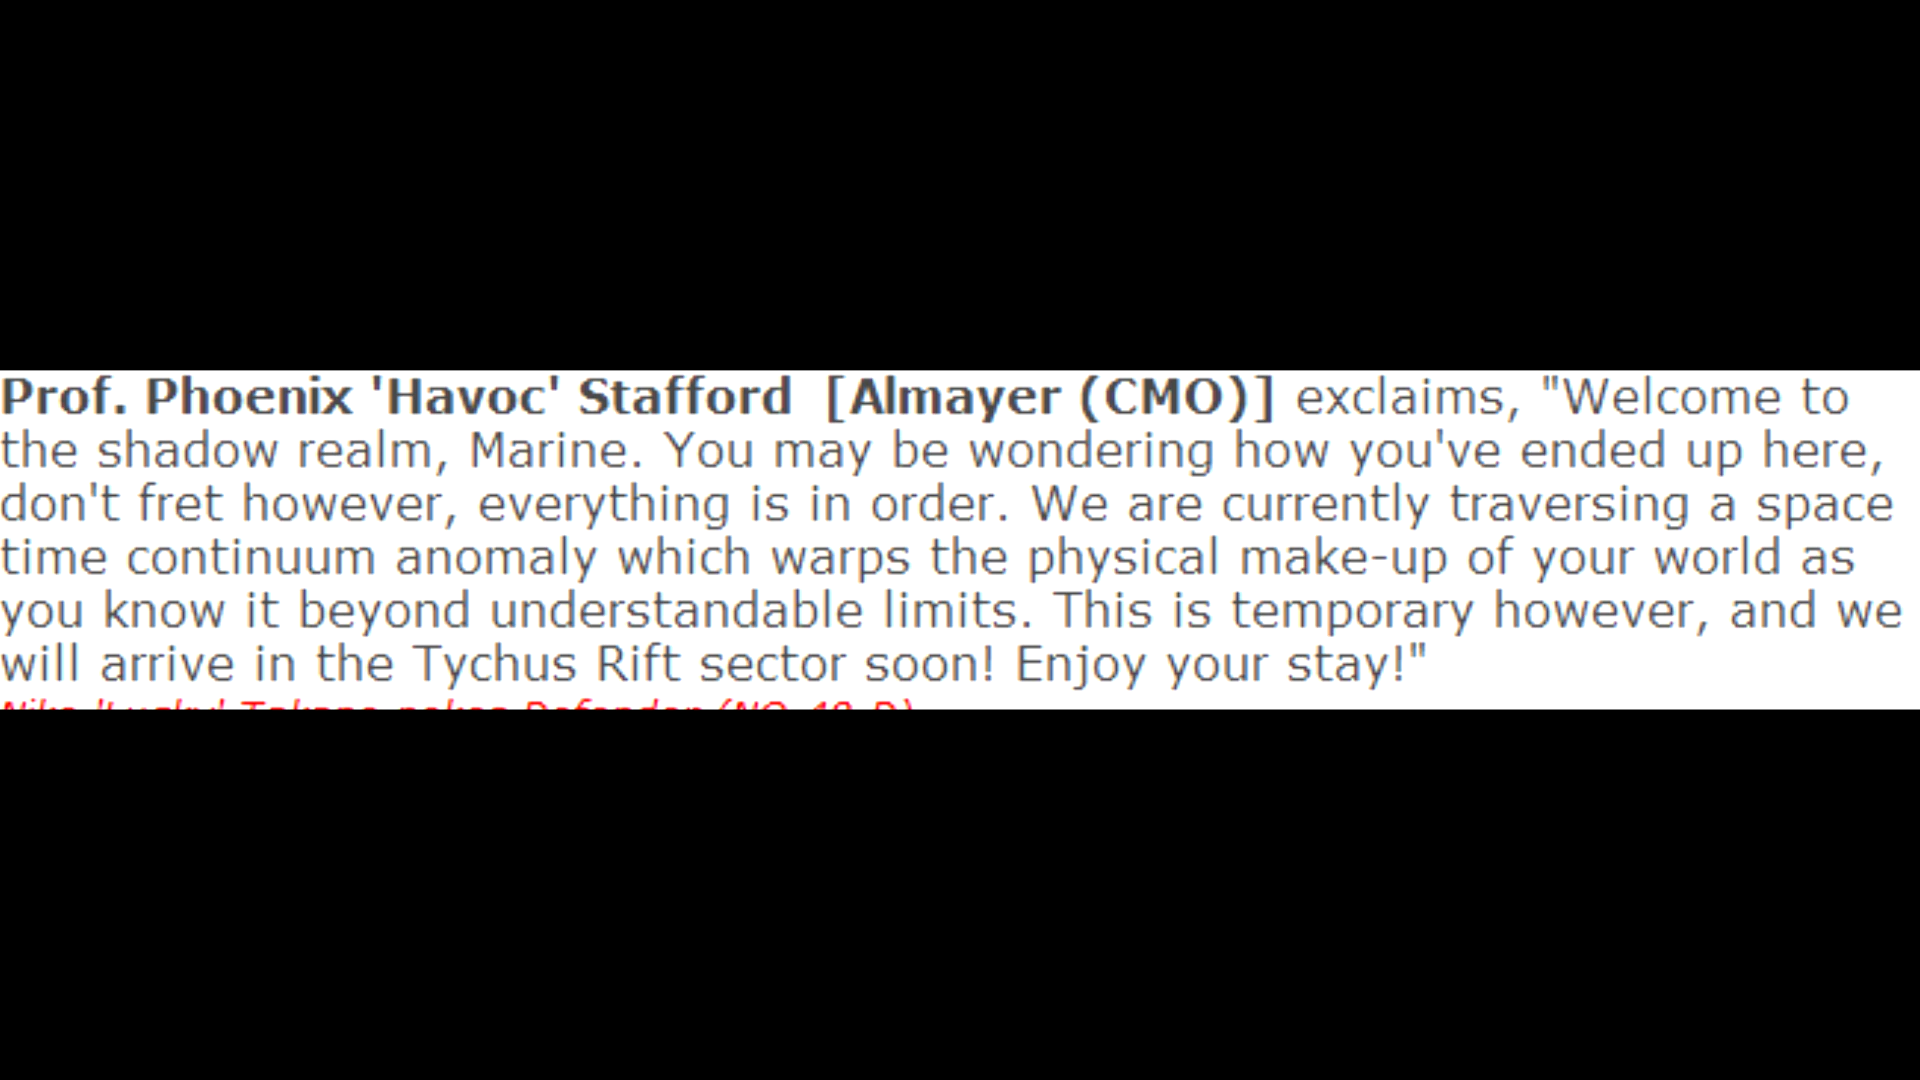 Prof. Phoenix 'Havoc' Stafford [Almayer (CMO)] exclaims, "Welcome to
the shadow realm, Marine. You may be wondering how you've ended up here,
don't fret however, everything is in order. We are currently traversing a space
time continuum anomaly which warps the physical make-up of your world as
you know it beyond understandable limits. This is temporary however, and we
will arrive in the Tychus Rift sector soon! Enjoy your stay!"